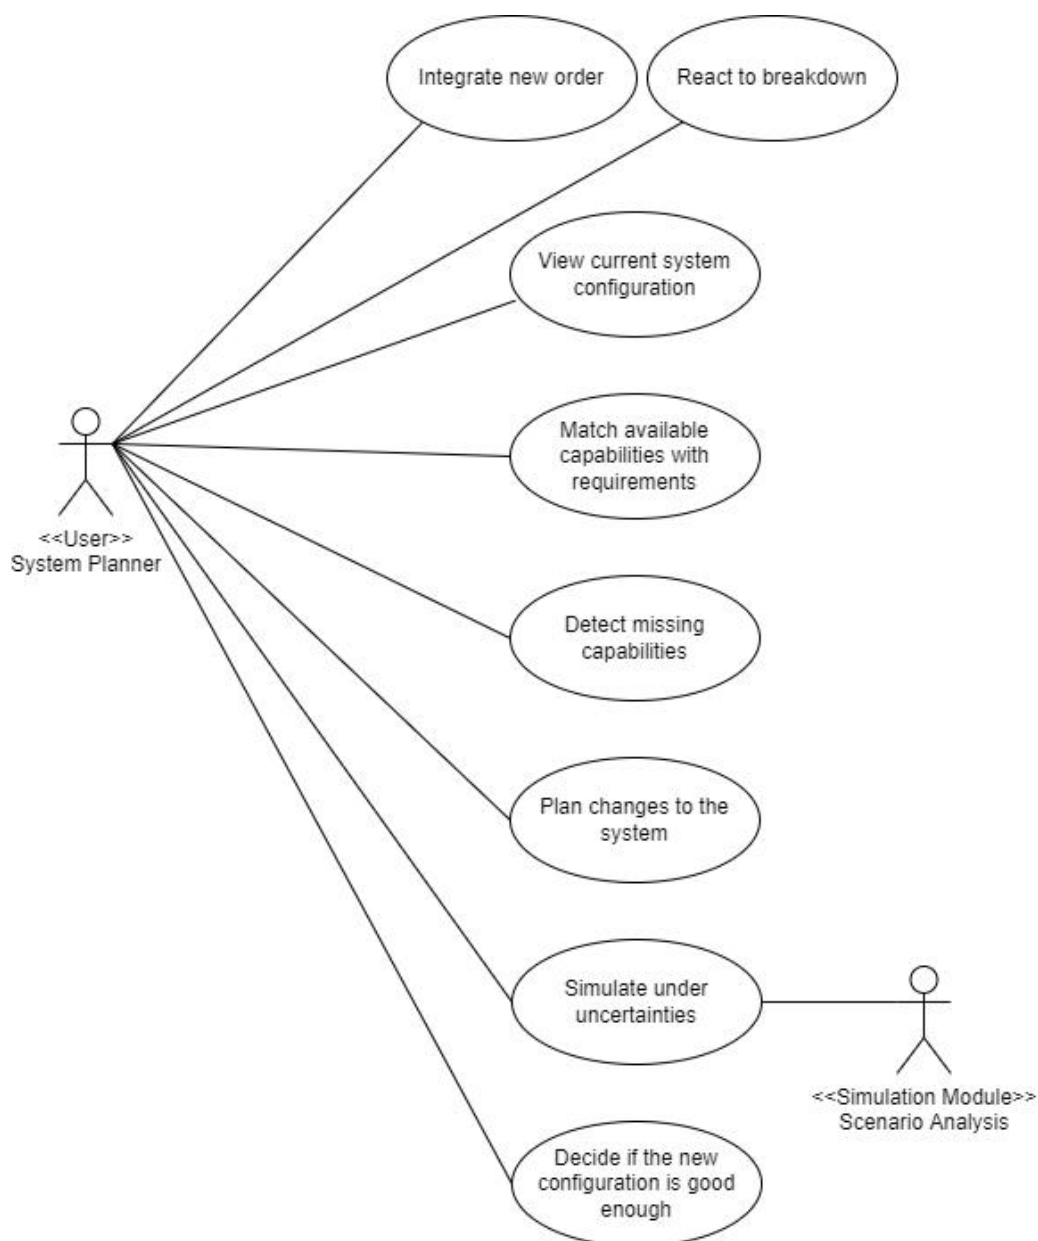 Integrate new order
React to breakdown
View current system
configuration
Match available
capabilities with
requirements
<<User>>
System Planner
Detect missing
capabilities
Plan changes to the
system
Simulate under
uncertainties
<<Simulation Module>>
Scenario Analysis
Decide if the new
configuration is good
enough